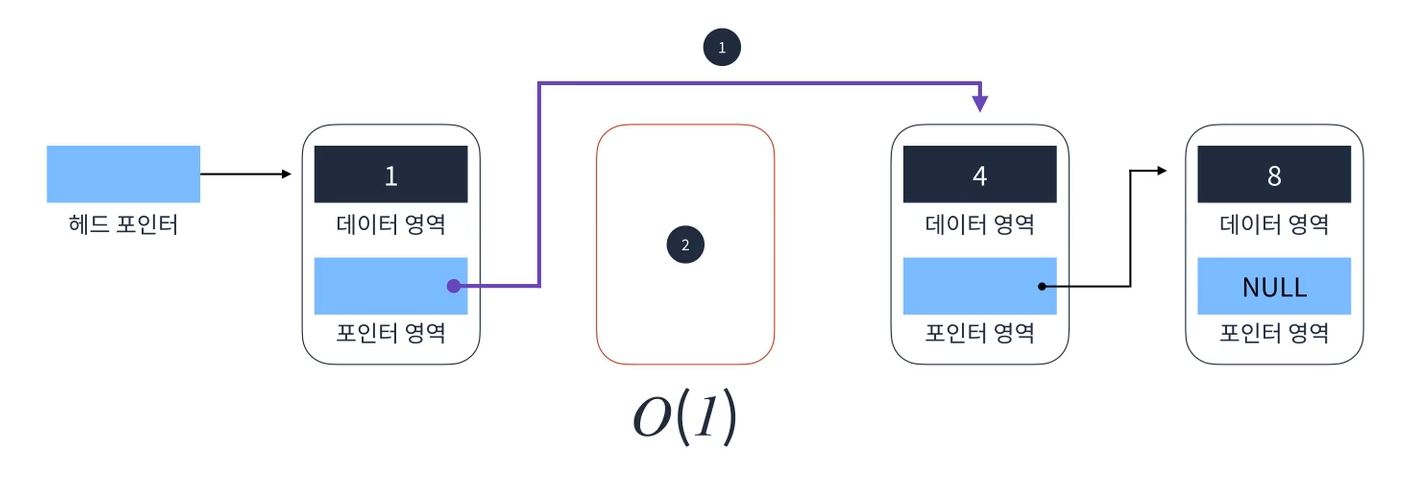 1
헤드 포인터
1
데이터 영역
포인터 영역
2
O(1)
4
데이터 영역
포인터 영역
8
데이터 영역
NULL
포인터 영역